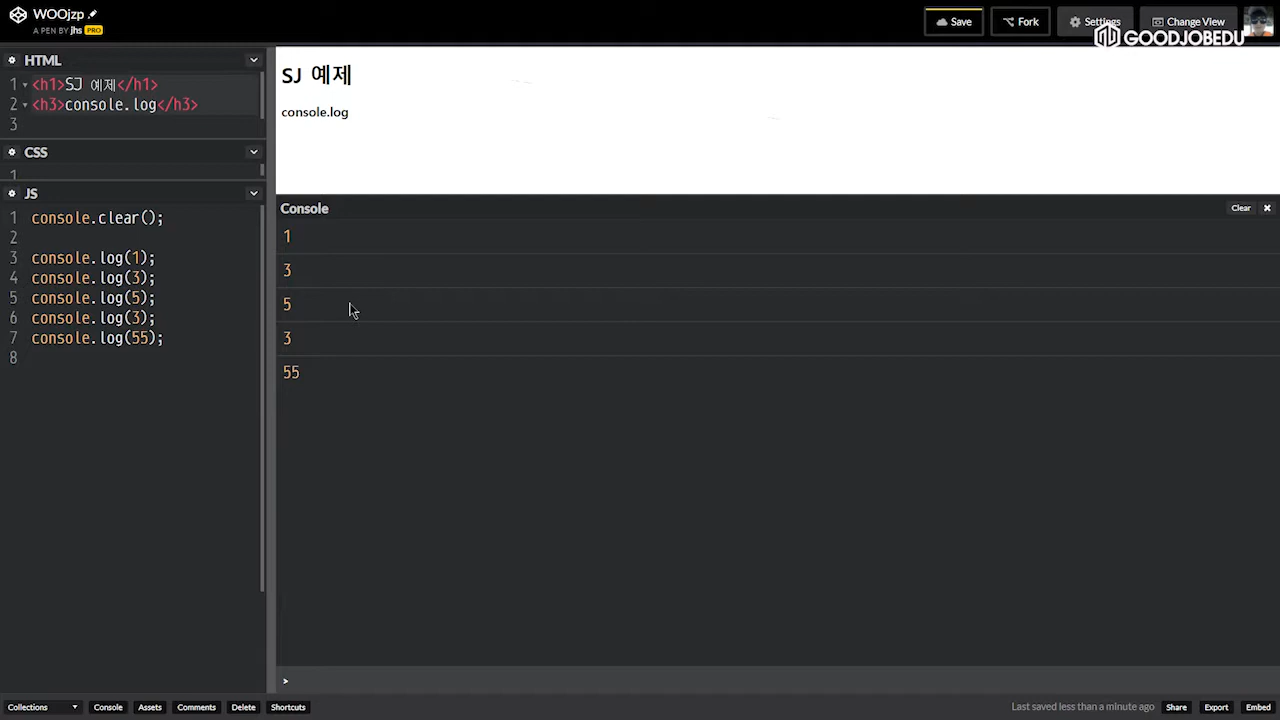 WOOjzp
A PEN BY jhs PRO
Save
Fork
Settings
Change View
GOODJOBEDU
HTML
1 <h1>SJ 예제</h1>
2 <h3>console.log</h3>
3
CSS
1
JS
1 console.clear();
2
3 console.log(1);
4 console.log(3);
5 console.log(5);
6 console.log(3);
7 console.log(55);
8
SJ 예제
console.log
Console
Clear
1
3
5
3
55
>
Collections
Console
Assets
Comments
Delete
Shortcuts
Last saved less than a minute ago
Share
Export
Embed